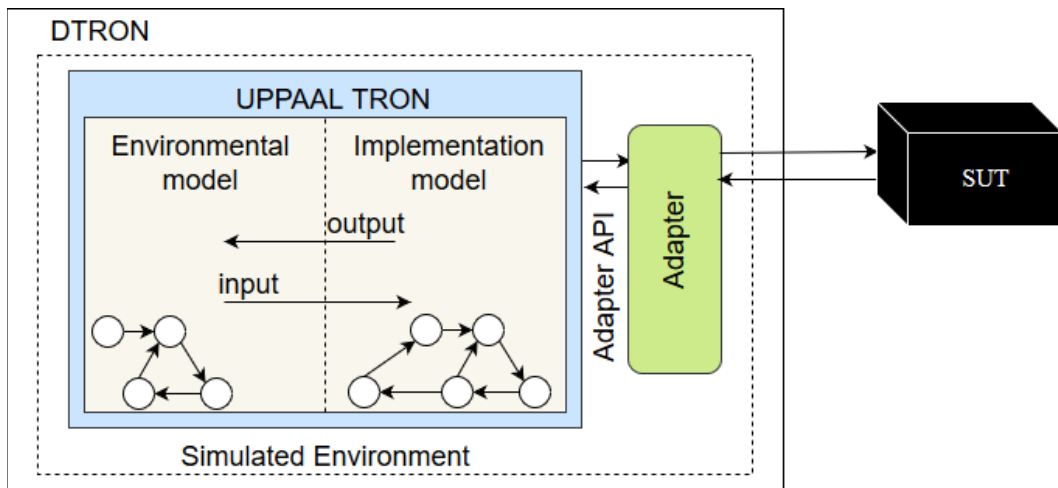 DTRON
UPPAAL TRON
Environmental
model
Implementation
model
output
input
Adapter API
Adapter
SUT
Simulated Environment